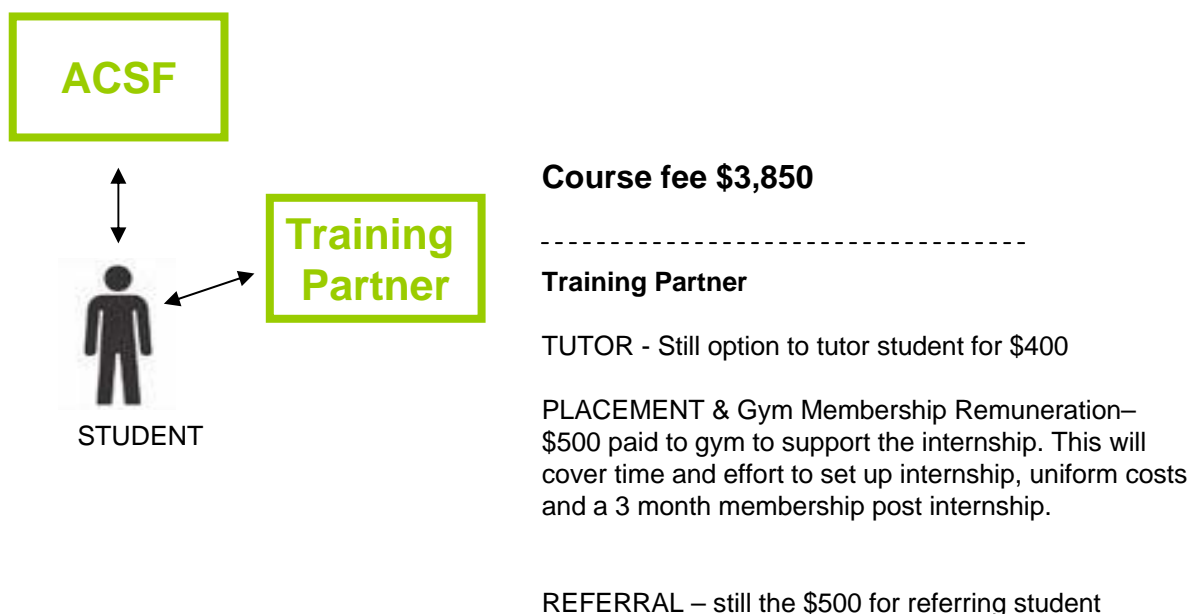 ACSF
Training
Partner
STUDENT
Course fee $3,850
-----------------------------------
Training Partner
TUTOR - Still option to tutor student for $400
PLACEMENT & Gym Membership Remuneration–
$500 paid to gym to support the internship. This will
cover time and effort to set up internship, uniform costs
and a 3 month membership post internship.
REFERRAL – still the $500 for referring student